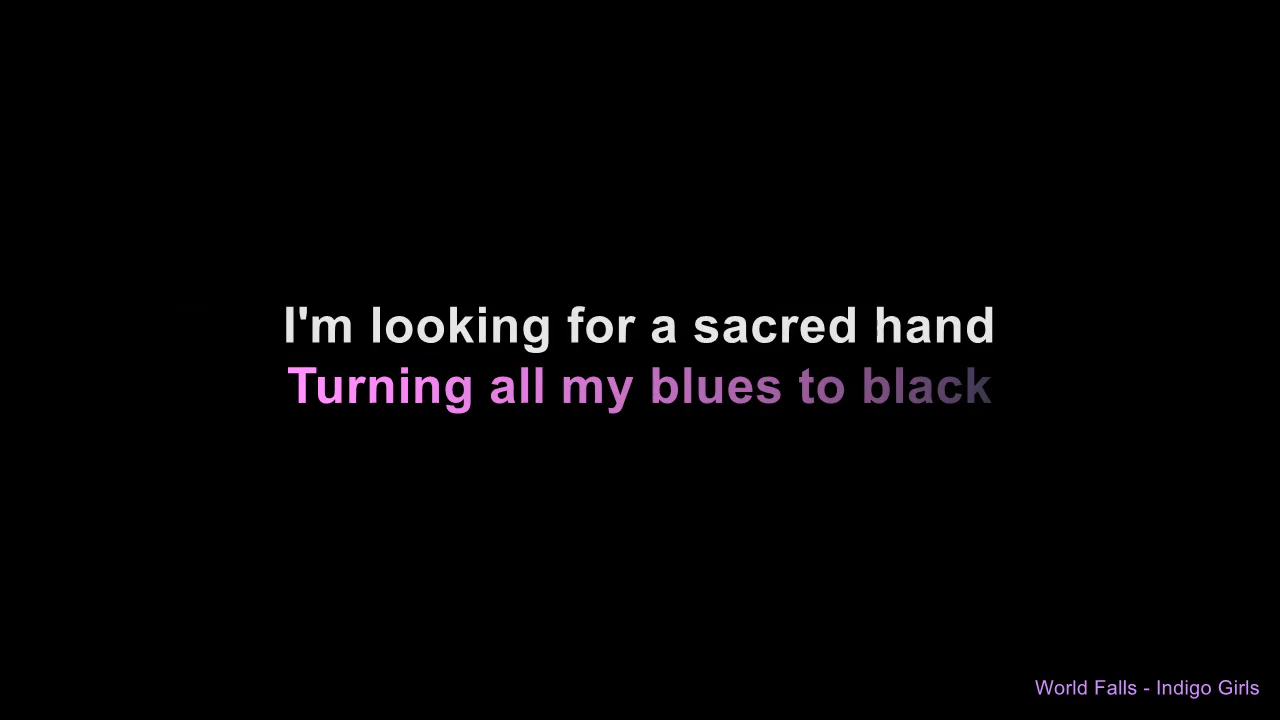 I'm looking for a sacred hand
Turning all my blues to black
World Falls - Indigo Girls